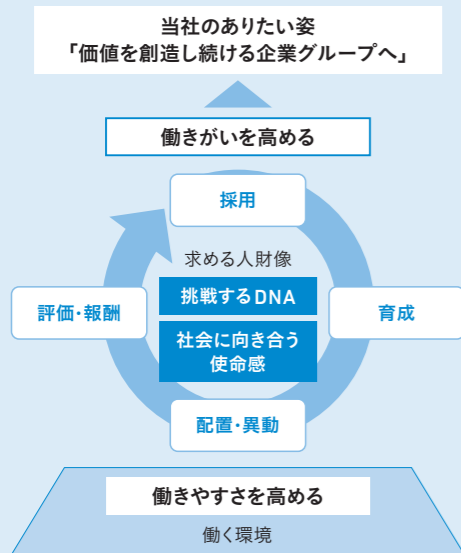 当社のありたい姿
「価値を創造し続ける企業グループへ」
働きがいを高める
採用
求める人財像
挑戦するDNA
評価・報酬
育成
社会に向き合う
使命感
配置・異動
働きやすさを高める
働く環境